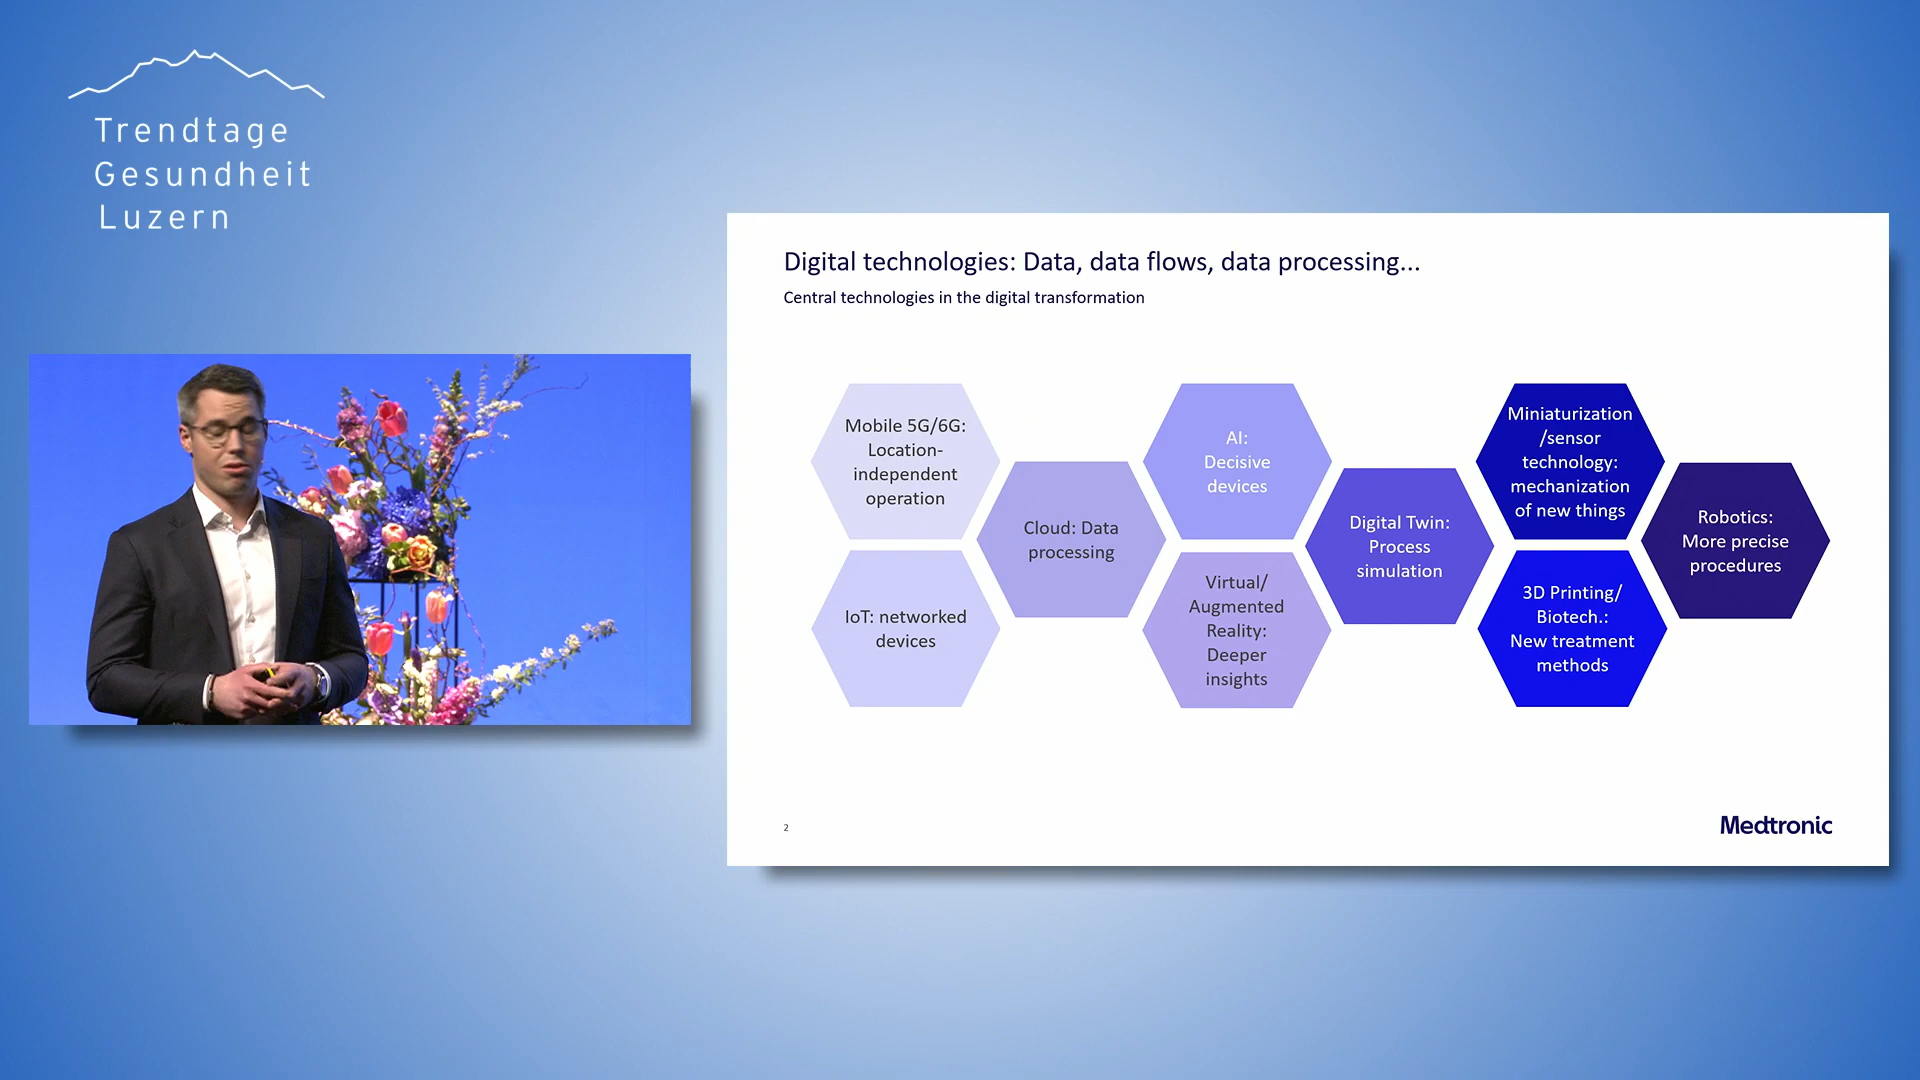 Trendtage
Gesundheit
Luzern
Digital technologies: Data, data flows, data processing...
Central technologies in the digital transformation
Mobile 5G/6G:
Location-
independent
operation
IoT: networked
devices
Cloud: Data
processing
AI:
Decisive
devices
Virtual/
Augmented
Reality:
Deeper
insights
Digital Twin:
Process
simulation
Miniaturization
/sensor
technology:
mechanization
of new things
3D Printing/
Biotech.:
New treatment
methods
Robotics:
More precise
procedures
2
Medtronic